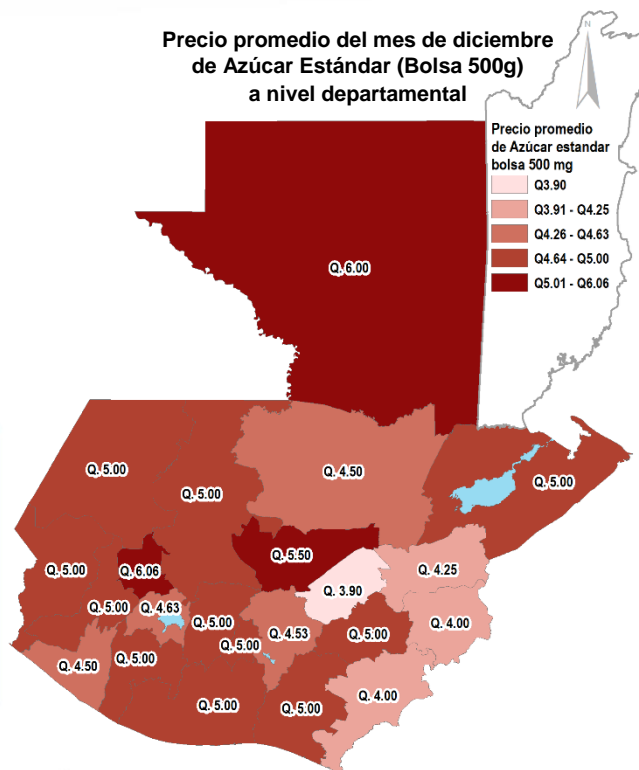 Precio promedio del mes de diciembre
de Azúcar Estándar (Bolsa 500g)
a nivel departamental
N
Precio promedio
de Azúcar estandar
bolsa 500 mg
Q3.90
Q3.91 - Q4.25
Q4.26 - Q4.63
Q4.64 - Q5.00
Q5.01 - Q6.06
Q. 6.00
Q. 4.50
Q. 5.00
Q. 5.00
Q. 5.00
Q. 5.50
Q. 4.25
Q. 5.00
Q. 6.06
Q. 3.90
Q. 5.00
Q. 4.63
Q. 5.00
Q. 4.53
Q. 5.00
Q. 4.00
Q. 5.00
Q. 4.50
Q. 5.00
Q. 4.00
Q. 5.00
Q. 5.00